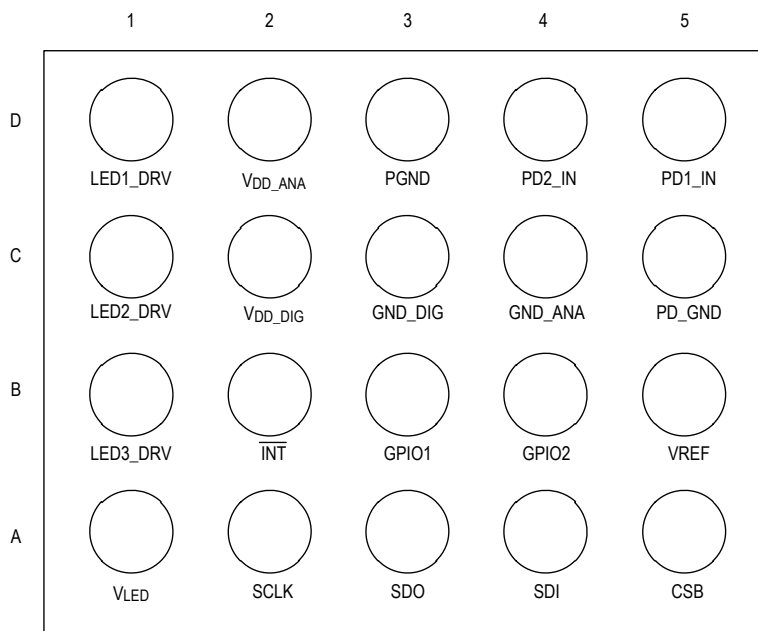 1 2 3 4 5
D
LED1_DRV VDD_ANA PGND PD2_IN PD1_IN
C
LED2_DRV VDD_DIG GND_DIG GND_ANA PD_GND
B
LED3_DRV INT GPIO1 GPIO2 VREF
A
VLED SCLK SDO SDI CSB